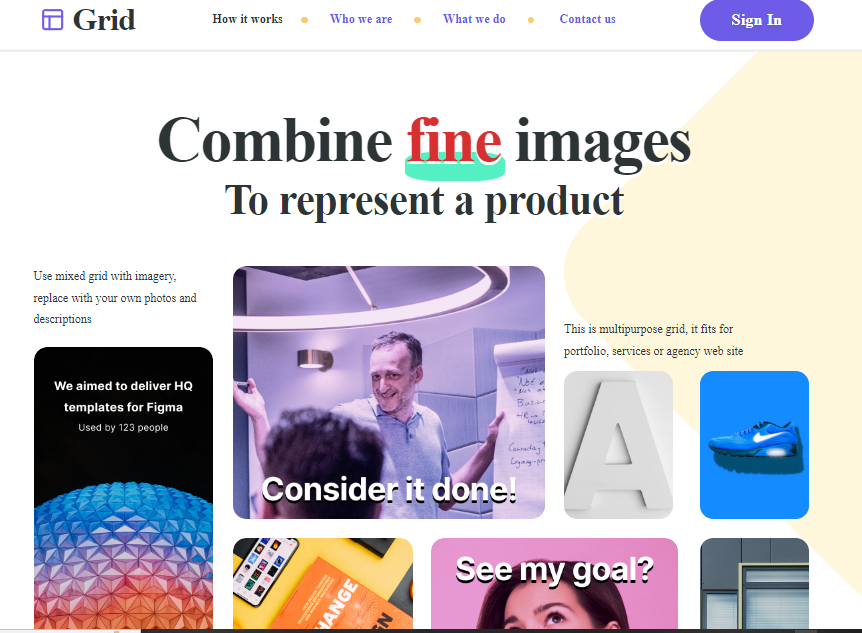 Grid
How it works
Who we are
What we do
Contact us
Sign In
Combine fine images
To represent a product
Use mixed grid with imagery,
replace with your own photos and
descriptions
This is multipurpose grid, it fits for
portfolio, services or agency web site
We aimed to deliver HQ
templates for Figma
Used by 123 people
Consider it done!
A
See my goal?